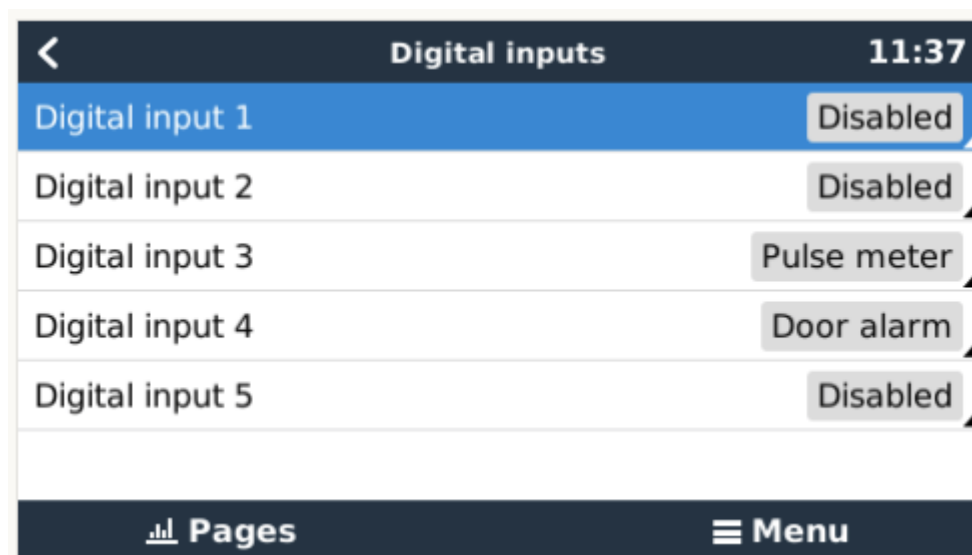 Digital inputs 11:37
Digital input 1 Disabled
Digital input 2 Disabled
Digital input 3 Pulse meter
Digital input 4 Door alarm
Digital input 5 Disabled
Pages Menu